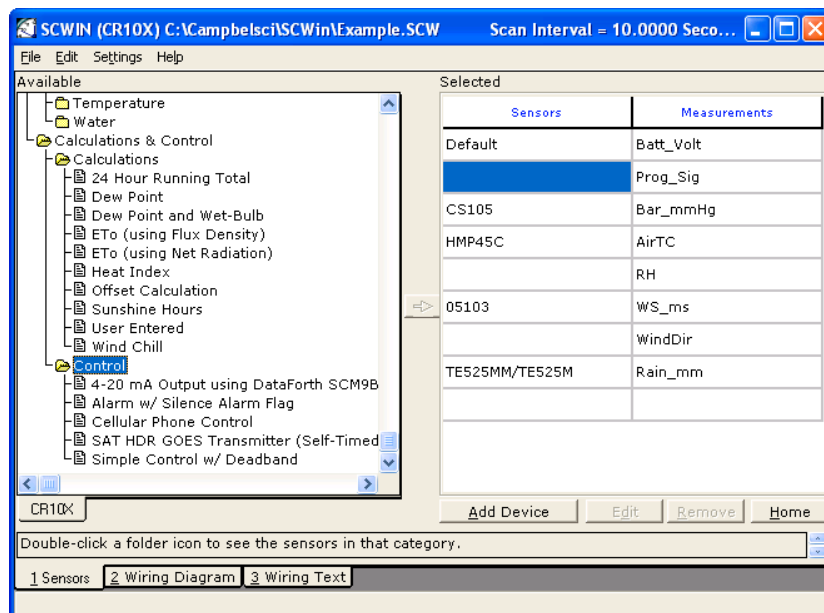 SCWIN (CR10X) C:\Campbelsci\SCWin\Example.SCW Scan Interval = 10.0000 Seco...
File Edit Settings Help
Available
Temperature
Water
Calculations & Control
Calculations
24 Hour Running Total
Dew Point
Dew Point and Wet-Bulb
ETo (using Flux Density)
ETo (using Net Radiation)
Heat Index
Offset Calculation
Sunshine Hours
User Entered
Wind Chill
Control
4-20 mA Output using DataForth SCM9B
Alarm w/ Silence Alarm Flag
Cellular Phone Control
SAT HDR GOES Transmitter (Self-Timed
Simple Control w/ Deadband
CR10X
Selected
Sensors Measurements
Default Batt_Volt
Prog_Sig
CS105 Bar_mmHg
HMP45C AirTC
RH
05103 WS_ms
WindDir
TE525MM/TE525M Rain_mm
Add Device Edit Remove Home
Double-click a folder icon to see the sensors in that category.
1 Sensors 2 Wiring Diagram 3 Wiring Text